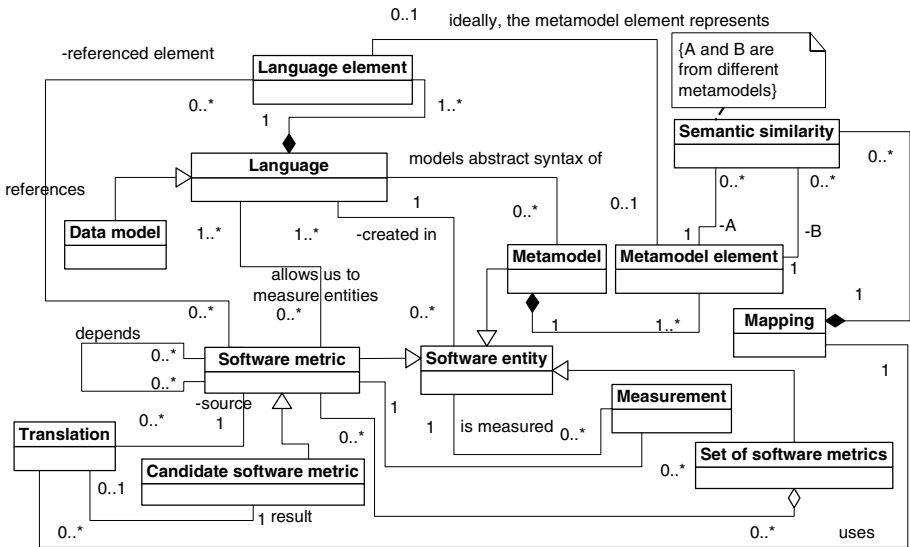 0..1
ideally, the metamodel element represents
-referenced element
{A and B are
from different
metamodels}
Language element
0..*
1
1..*
Semantic similarity
0..*
Language
models abstract syntax of
references
0..*
0..*
1
0..*
0..1
Data model
1..*
1..*
-created in
1
-A
-B
Metamodel
Metamodel element
1
allows us to
measure entities
0..*
0..*
0..*
1
1..*
1
Mapping
depends
0..*
0..*
Software metric
Software entity
1
-source
1
Measurement
Translation
0..*
1
0..*
1
is measured
0..*
Set of software metrics
Candidate software metric
0..*
0..1
1
result
0..*
0..*
uses